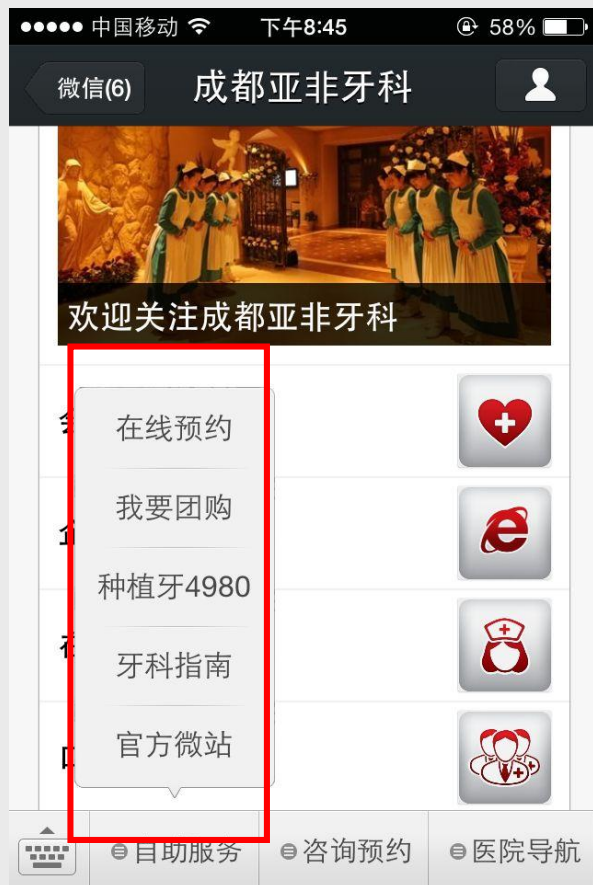 中国移动 下午8:45 58%
微信(6) 成都亚非牙科
欢迎关注成都亚非牙科
在线预约
我要团购
种植牙4980
牙科指南
官方微站
自助服务 咨询预约 医院导航